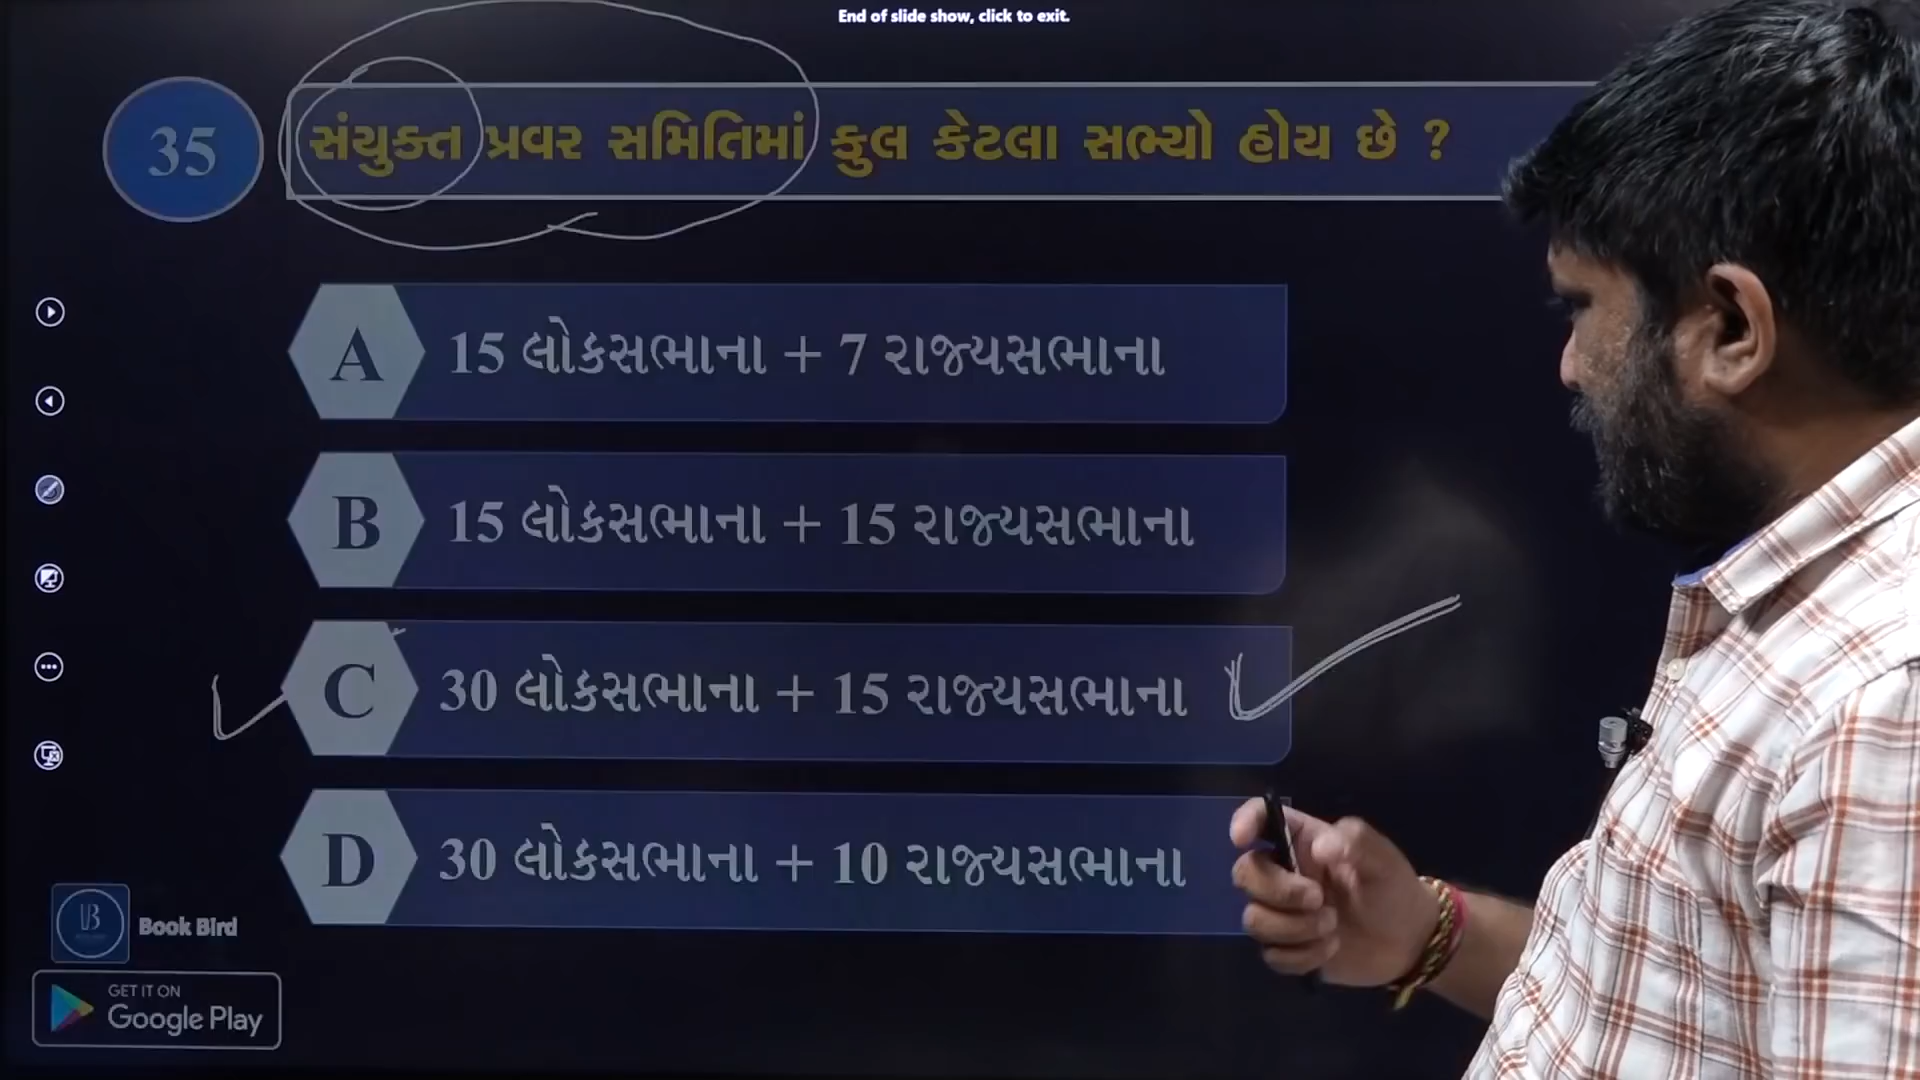 End of slide show, click to exit.
35
સંયુક્ત પ્રવર સમિતિમાં કુલ કેટલા સભ્યો હોય છે ?
A 15 લોકસભાના + 7 રાજ્યસભાના
B 15 લોકસભાના + 15 રાજ્યસભાના
C 30 લોકસભાના + 15 રાજ્યસભાના
D 30 લોકસભાના + 10 રાજ્યસભાના
Book Bird
GET IT ON
Google Play